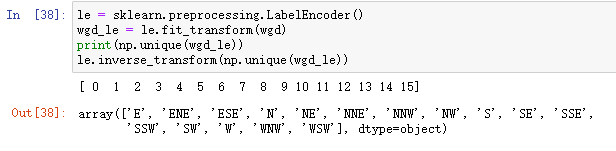 In [38]: le = sklearn.preprocessing.LabelEncoder()
wgd_le = le.fit_transform(wgd)
print(np.unique(wgd_le))
le.inverse_transform(np.unique(wgd_le))
[ 0  1  2  3  4  5  6  7  8  9 10 11 12 13 14 15]
Out[38]: array(['E', 'ENE', 'ESE', 'N', 'NE', 'NNE', 'NNW', 'NW', 'S', 'SE', 'SSE',
'SSW', 'SW', 'W', 'WNW', 'WSW'], dtype=object)